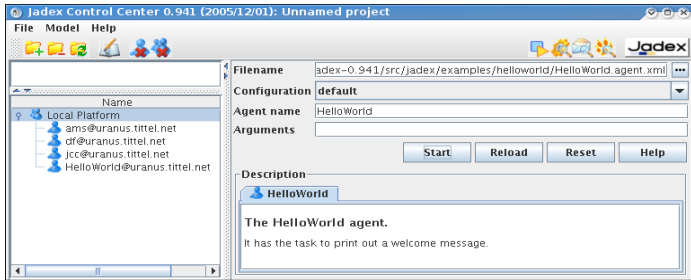 Jadex Control Center 0.941 (2005/12/01): Unnamed project
File Model Help
Jadex
Name
Local Platform
ams@uranus.tittel.net
df@uranus.tittel.net
jcc@uranus.tittel.net
HelloWorld@uranus.tittel.net
Filename adex-0.941/src/jadex/examples/helloworld/HelloWorld.agent.xml ...
Configuration default
Agent name HelloWorld
Arguments
Start Reload Reset Help
Description
HelloWorld
The HelloWorld agent.
It has the task to print out a welcome message.